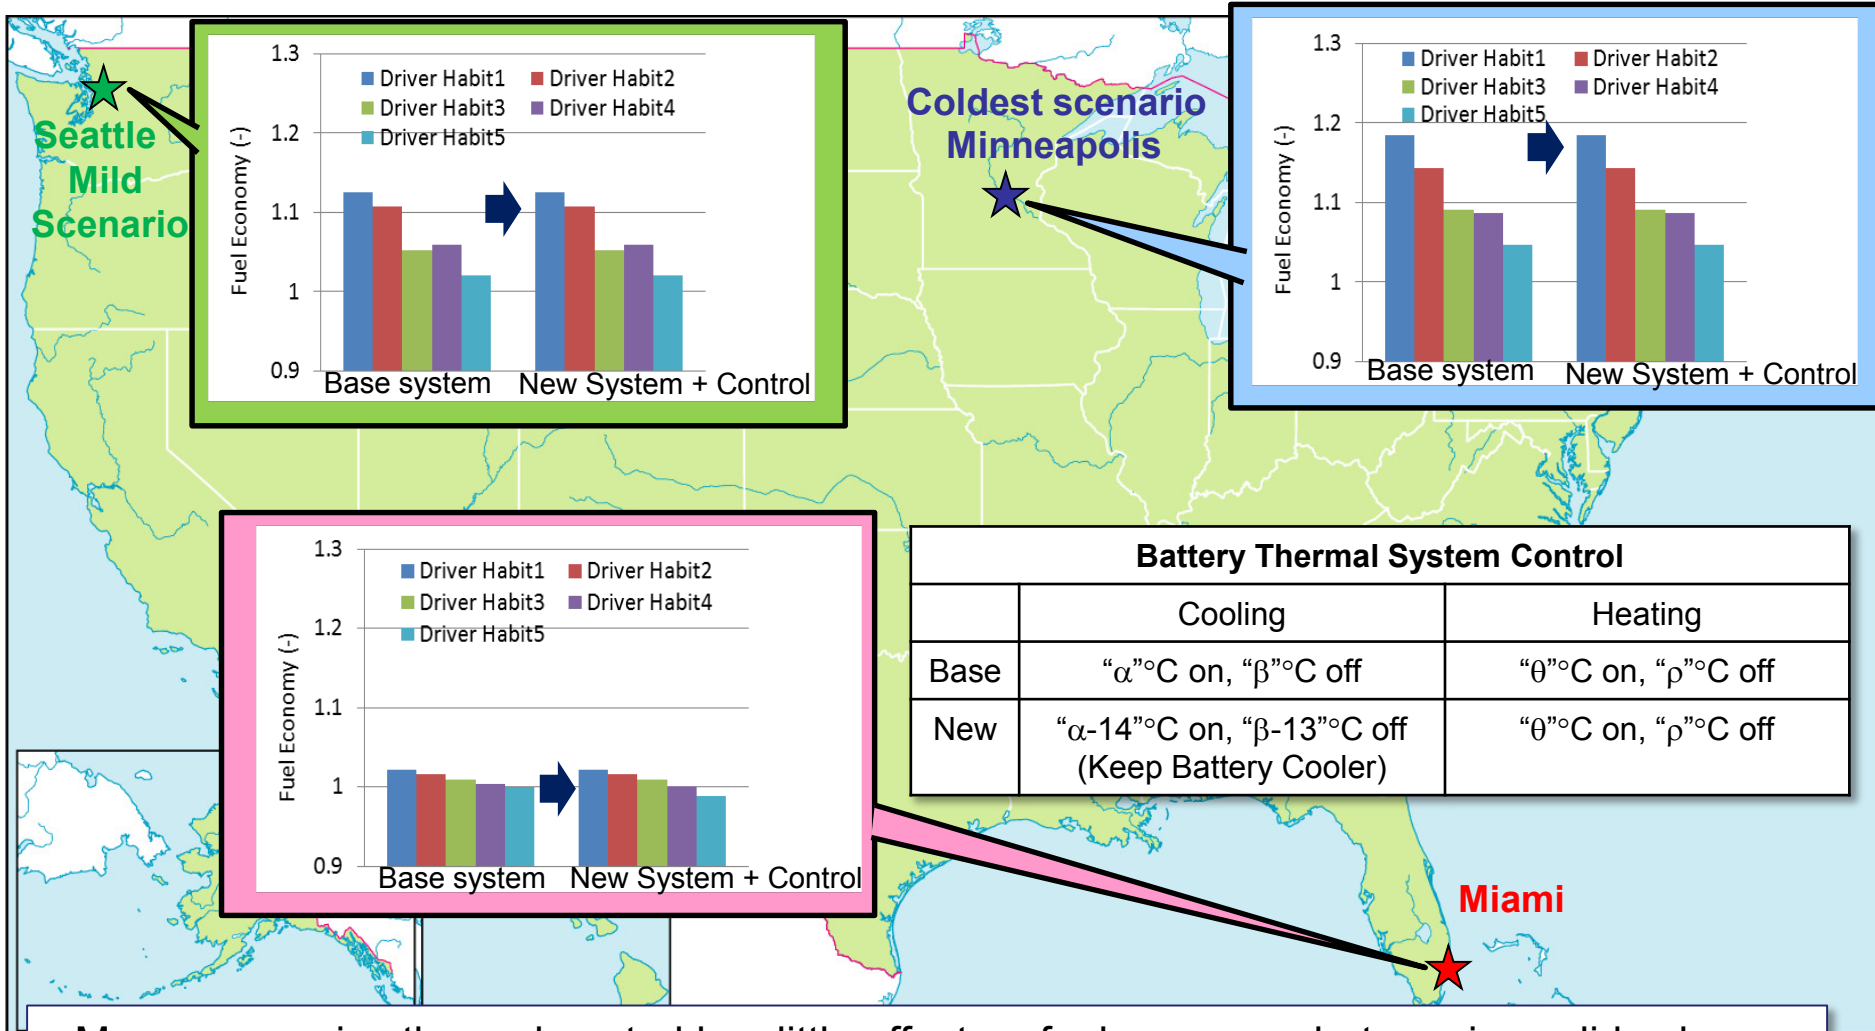 Seattle
Mild
Scenario
1.3
1.2
1.1
1
0.9
Fuel Economy (-)
Driver Habit1
Driver Habit2
Driver Habit3
Driver Habit4
Driver Habit5
Base system
New System + Control
Coldest scenario
Minneapolis
1.3
1.2
1.1
1
0.9
Fuel Economy (-)
Driver Habit1
Driver Habit2
Driver Habit3
Driver Habit4
Driver Habit5
Base system
New System + Control
1.3
1.2
1.1
1
0.9
Fuel Economy (-)
Driver Habit1
Driver Habit2
Driver Habit3
Driver Habit4
Driver Habit5
Base system
New System + Control
Battery Thermal System Control
Cooling
Heating
Base
“α”°C on, “β”°C off
“θ”°C on, “ρ”°C off
New
“α-14”°C on, “β-13”°C off
(Keep Battery Cooler)
“θ”°C on, “ρ”°C off
Miami